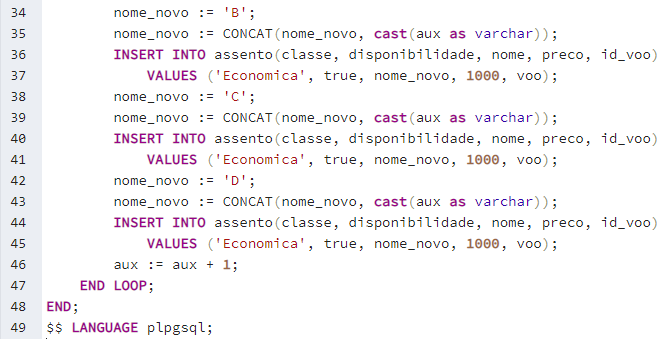 34 nome_novo := 'B';
35 nome_novo := CONCAT(nome_novo, cast(aux as varchar));
36 INSERT INTO assento(classe, disponibilidade, nome, preco, id_voo)
37 VALUES ('Economica', true, nome_novo, 1000, voo);
38 nome_novo := 'C';
39 nome_novo := CONCAT(nome_novo, cast(aux as varchar));
40 INSERT INTO assento(classe, disponibilidade, nome, preco, id_voo)
41 VALUES ('Economica', true, nome_novo, 1000, voo);
42 nome_novo := 'D';
43 nome_novo := CONCAT(nome_novo, cast(aux as varchar));
44 INSERT INTO assento(classe, disponibilidade, nome, preco, id_voo)
45 VALUES ('Economica', true, nome_novo, 1000, voo);
46 aux := aux + 1;
47 END LOOP;
48 END;
49 $$ LANGUAGE plpgsql;